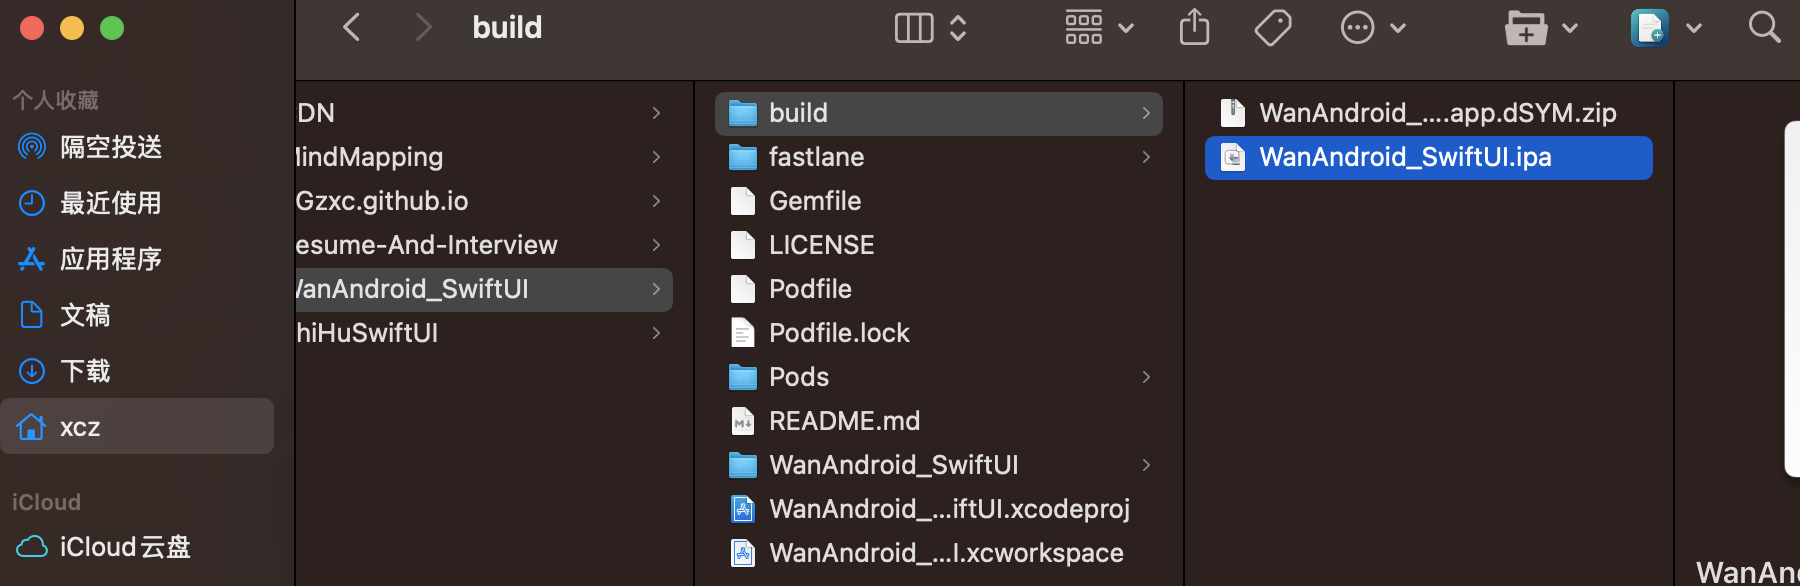 build
个人收藏
隔空投送
最近使用
应用程序
文稿
下载
xcz
iCloud
iCloud云盘
DN
MindMapping
Gzxc.github.io
esume-And-Interview
WanAndroid_SwiftUI
hiHuSwiftUI
build
fastlane
Gemfile
LICENSE
Podfile
Podfile.lock
Pods
README.md
WanAndroid_SwiftUI
WanAndroid_...iftUI.xcodeproj
WanAndroid_...I.xcworkspace
WanAndroid_....app.dSYM.zip
WanAndroid_SwiftUI.ipa
WanAn